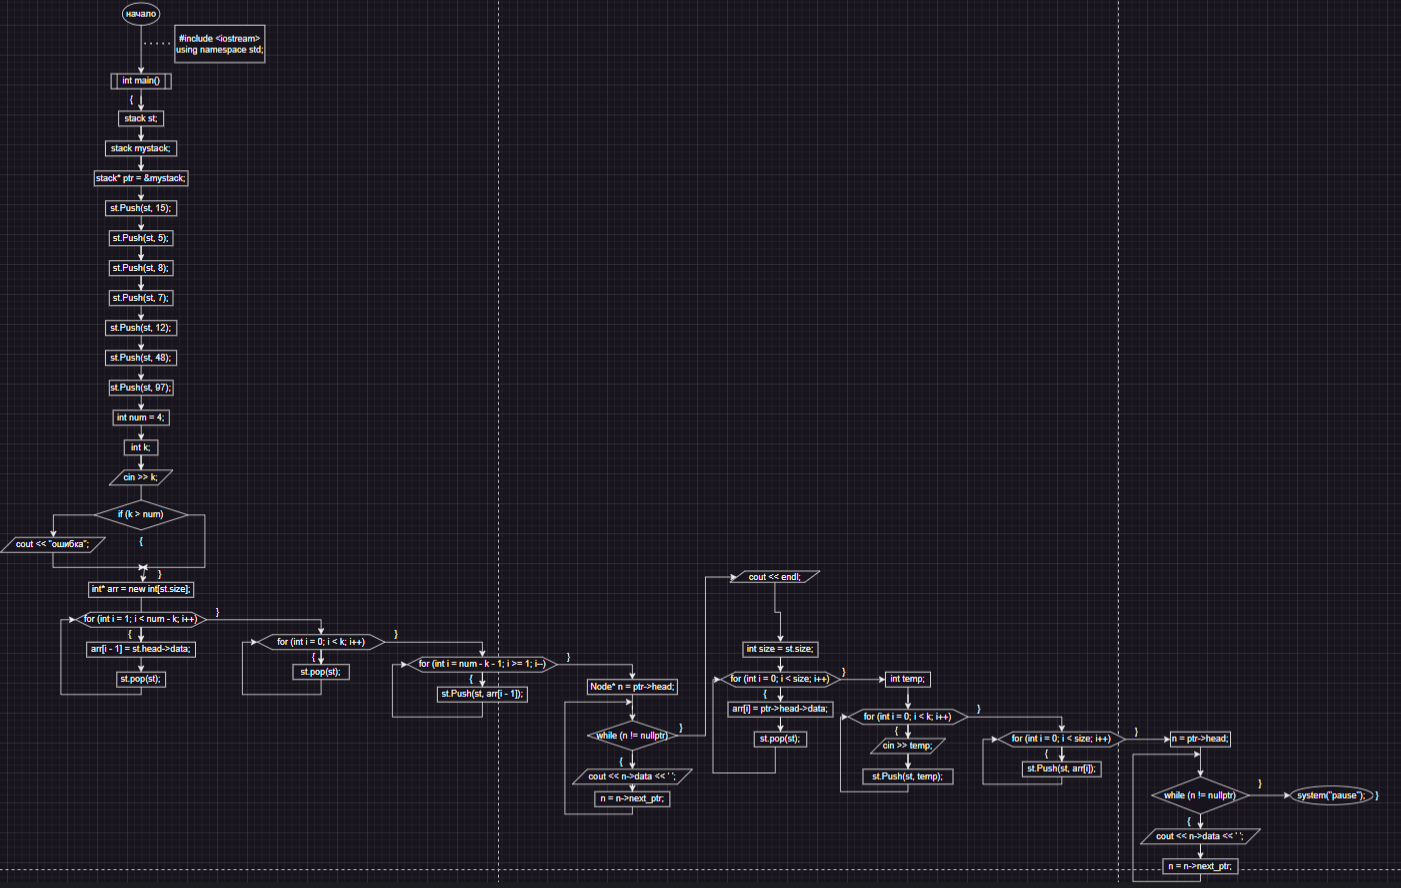 начало
#include <iostream>
using namespace std;
int main()
{
stack st;
stack mystack;
stack* ptr = &mystack;
st.Push(st, 15);
st.Push(st, 5);
st.Push(st, 8);
st.Push(st, 7);
st.Push(st, 12);
st.Push(st, 48);
st.Push(st, 97);
int num = 4;
int k;
cin >> k;
if (k > num)
{
cout << "ошибка";
}
int* arr = new int[st.size];
for (int i = 1; i < num - k; i++)
{
arr[i - 1] = st.head->data;
st.pop(st);
}
for (int i = 0; i < k; i++)
{
st.pop(st);
}
for (int i = num - k - 1; i >= 1; i--)
{
st.Push(st, arr[i - 1]);
}
Node* n = ptr->head;
while (n != nullptr)
{
cout << n->data << ' ';
n = n->next_ptr;
}
cout << endl;
int size = st.size;
for (int i = 0; i < size; i++)
{
arr[i] = ptr->head->data;
st.pop(st);
}
int temp;
for (int i = 0; i < k; i++)
{
cin >> temp;
st.Push(st, temp);
}
for (int i = 0; i < size; i++)
{
st.Push(st, arr[i]);
}
n = ptr->head;
while (n != nullptr)
{
cout << n->data << ' ';
n = n->next_ptr;
}
system("pause");
}